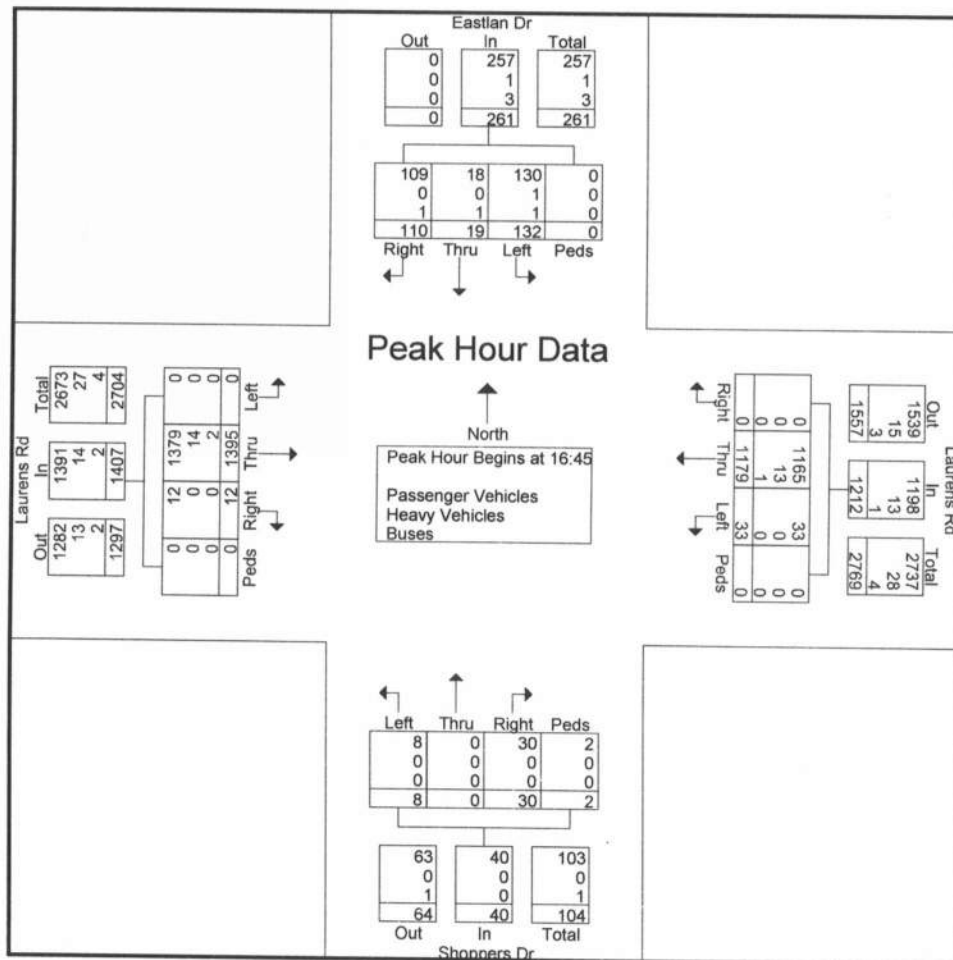 Eastlan Dr
Out In Total
0 257 257
0 1 1
0 3 3
0 261 261
109 18 130 0
0 0 1 0
1 1 1 0
110 19 132 0
Right Thru Left Peds
Peak Hour Data
North
Peak Hour Begins at 16:45
Passenger Vehicles
Heavy Vehicles
Buses
Laurens Rd
Out In Total
1282 1391 2673
13 14 27
2 2 4
1297 1407 2704
Peds Right Thru Left
0 12 1379 0
0 0 14 0
0 0 2 0
0 12 1395 0
Laurens Rd
Out In Total
1539 1198 2737
15 13 28
3 1 4
1557 1212 2769
0 1165 33 0
0 13 0 0
0 1 0 0
0 1179 33 0
Right Thru Left Peds
Left Thru Right Peds
8 0 30 2
0 0 0 0
0 0 0 0
8 0 30 2
63 40 103
0 0 0
1 0 1
64 40 104
Out In Total
Shoppers Dr